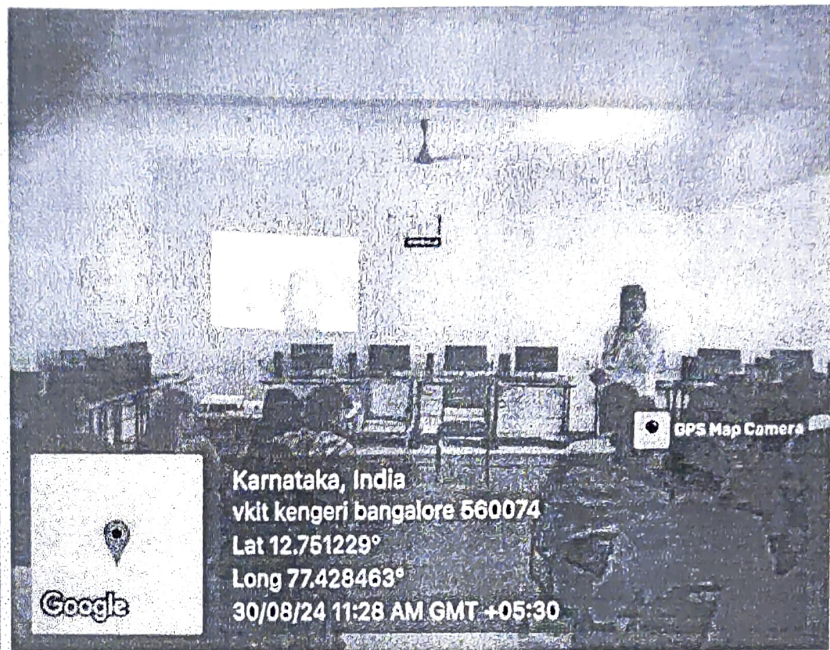 GPS Map Camera
Karnataka, India
vkit kengeri bangalore 560074
Lat 12.751229°
Long 77.428463°
30/08/24 11:28 AM GMT +05:30
Google